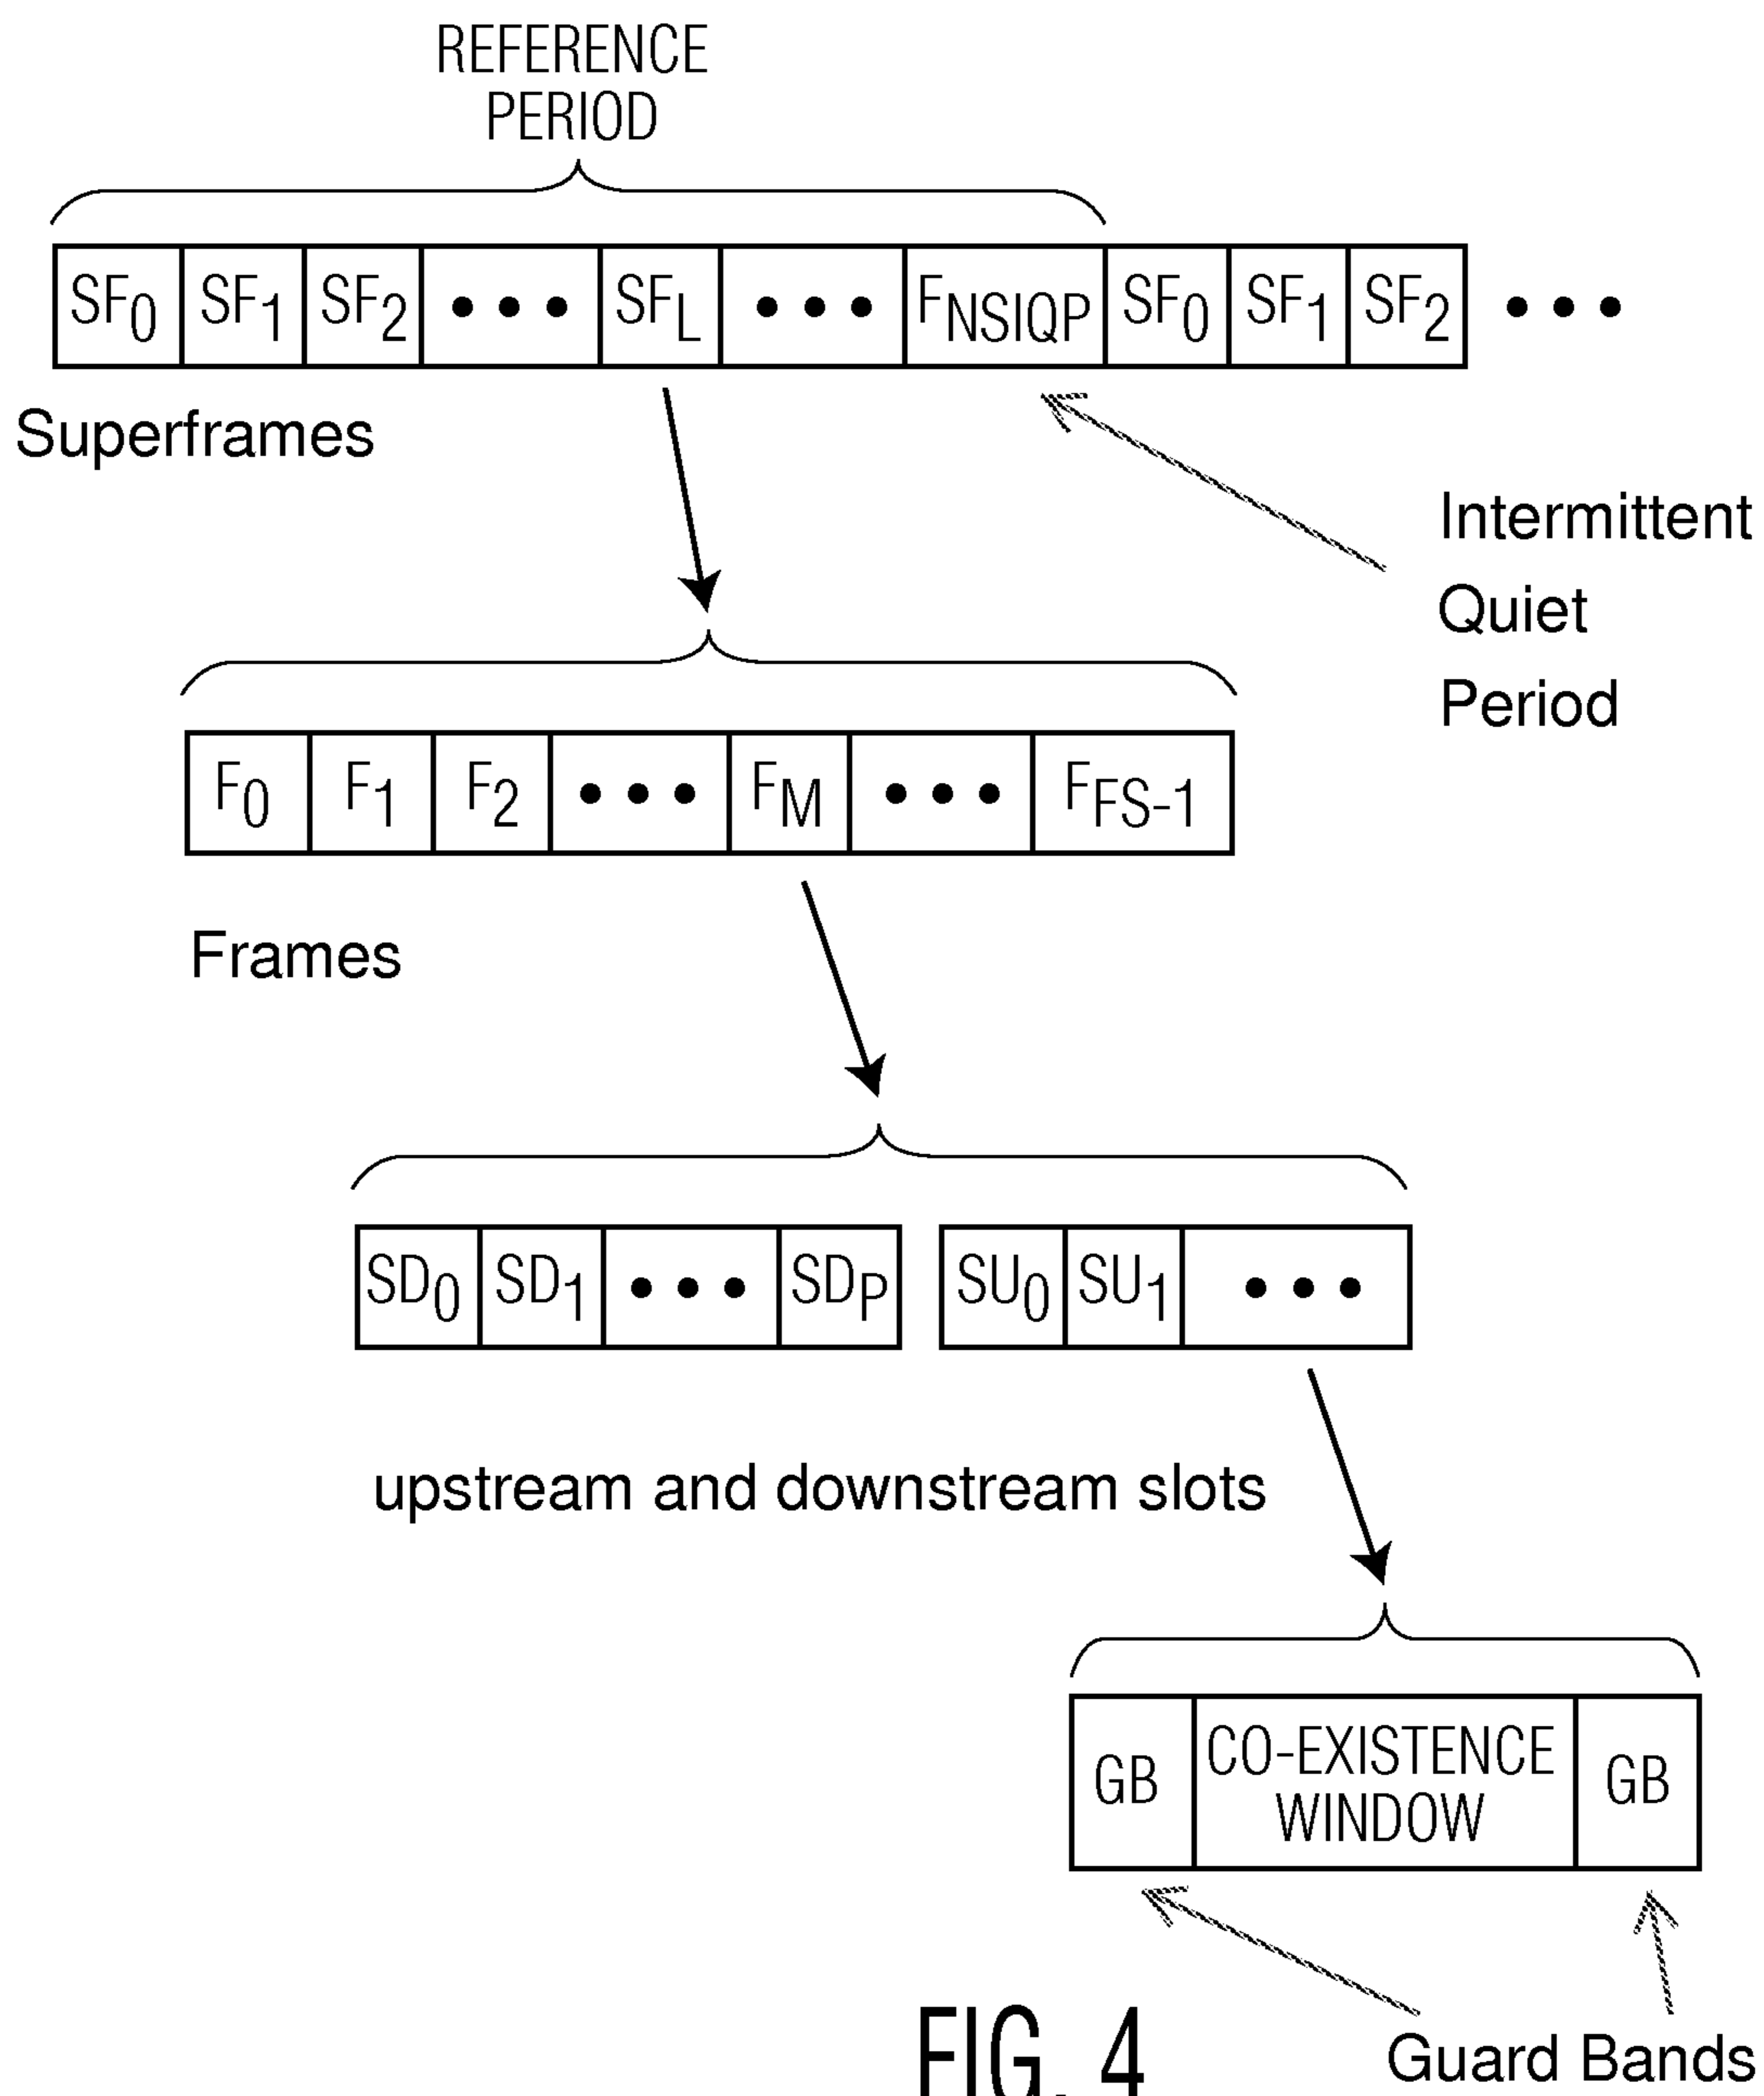 REFERENCE
PERIOD
SF0 SF1 SF2 ••• SFL ••• FNSIQP SF0 SF1 SF2 •••
Superframes
Intermittent
Quiet
Period
F0 F1 F2 ••• FM ••• FFS-1
Frames
SD0 SD1 ••• SDP SU0 SU1 •••
upstream and downstream slots
GB CO-EXISTENCE WINDOW GB
Guard Bands
FIG. 4